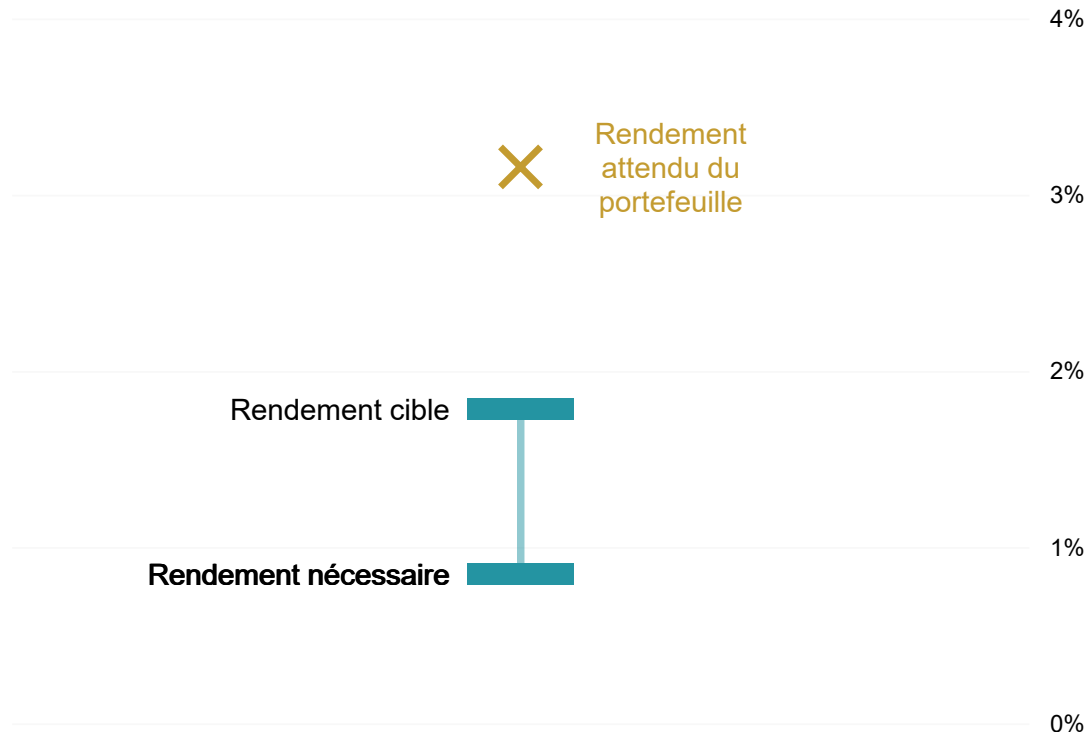 4%
Rendement
attendu du
portefeuille
3%
2%
Rendement cible
1%
Rendement nécessaire
0%